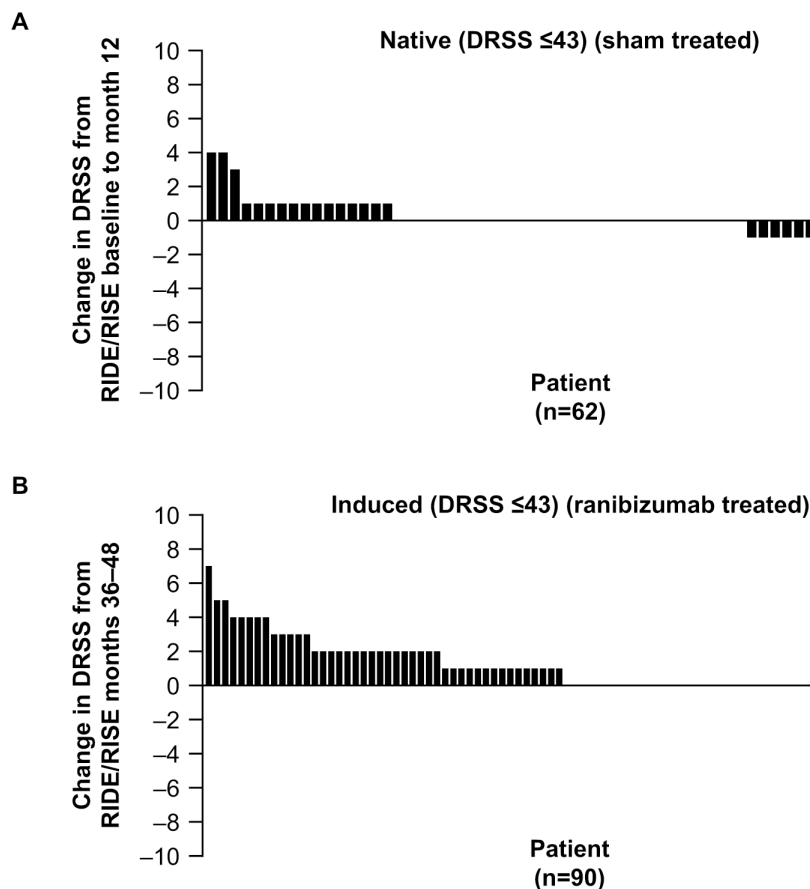 A
Native (DRSS ≤43) (sham treated)
Change in DRSS from
RIDE/RISE baseline to month 12
10
8
6
4
2
0
–2
–4
–6
–8
–10
Patient
(n=62)
B
Induced (DRSS ≤43) (ranibizumab treated)
Change in DRSS from
RIDE/RISE months 36–48
10
8
6
4
2
0
–2
–4
–6
–8
–10
Patient
(n=90)